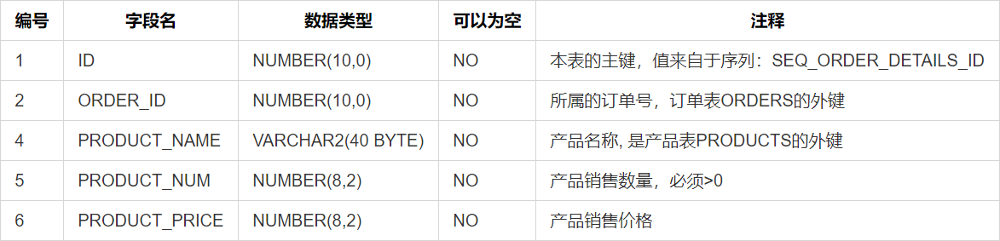 编号 字段名 数据类型 可以为空 注释
1 ID NUMBER(10,0) NO 本表的主键，值来自于序列：SEQ_ORDER_DETAILS_ID
2 ORDER_ID NUMBER(10,0) NO 所属的订单号，订单表ORDERS的外键
4 PRODUCT_NAME VARCHAR2(40 BYTE) NO 产品名称, 是产品表PRODUCTS的外键
5 PRODUCT_NUM NUMBER(8,2) NO 产品销售数量，必须>0
6 PRODUCT_PRICE NUMBER(8,2) NO 产品销售价格